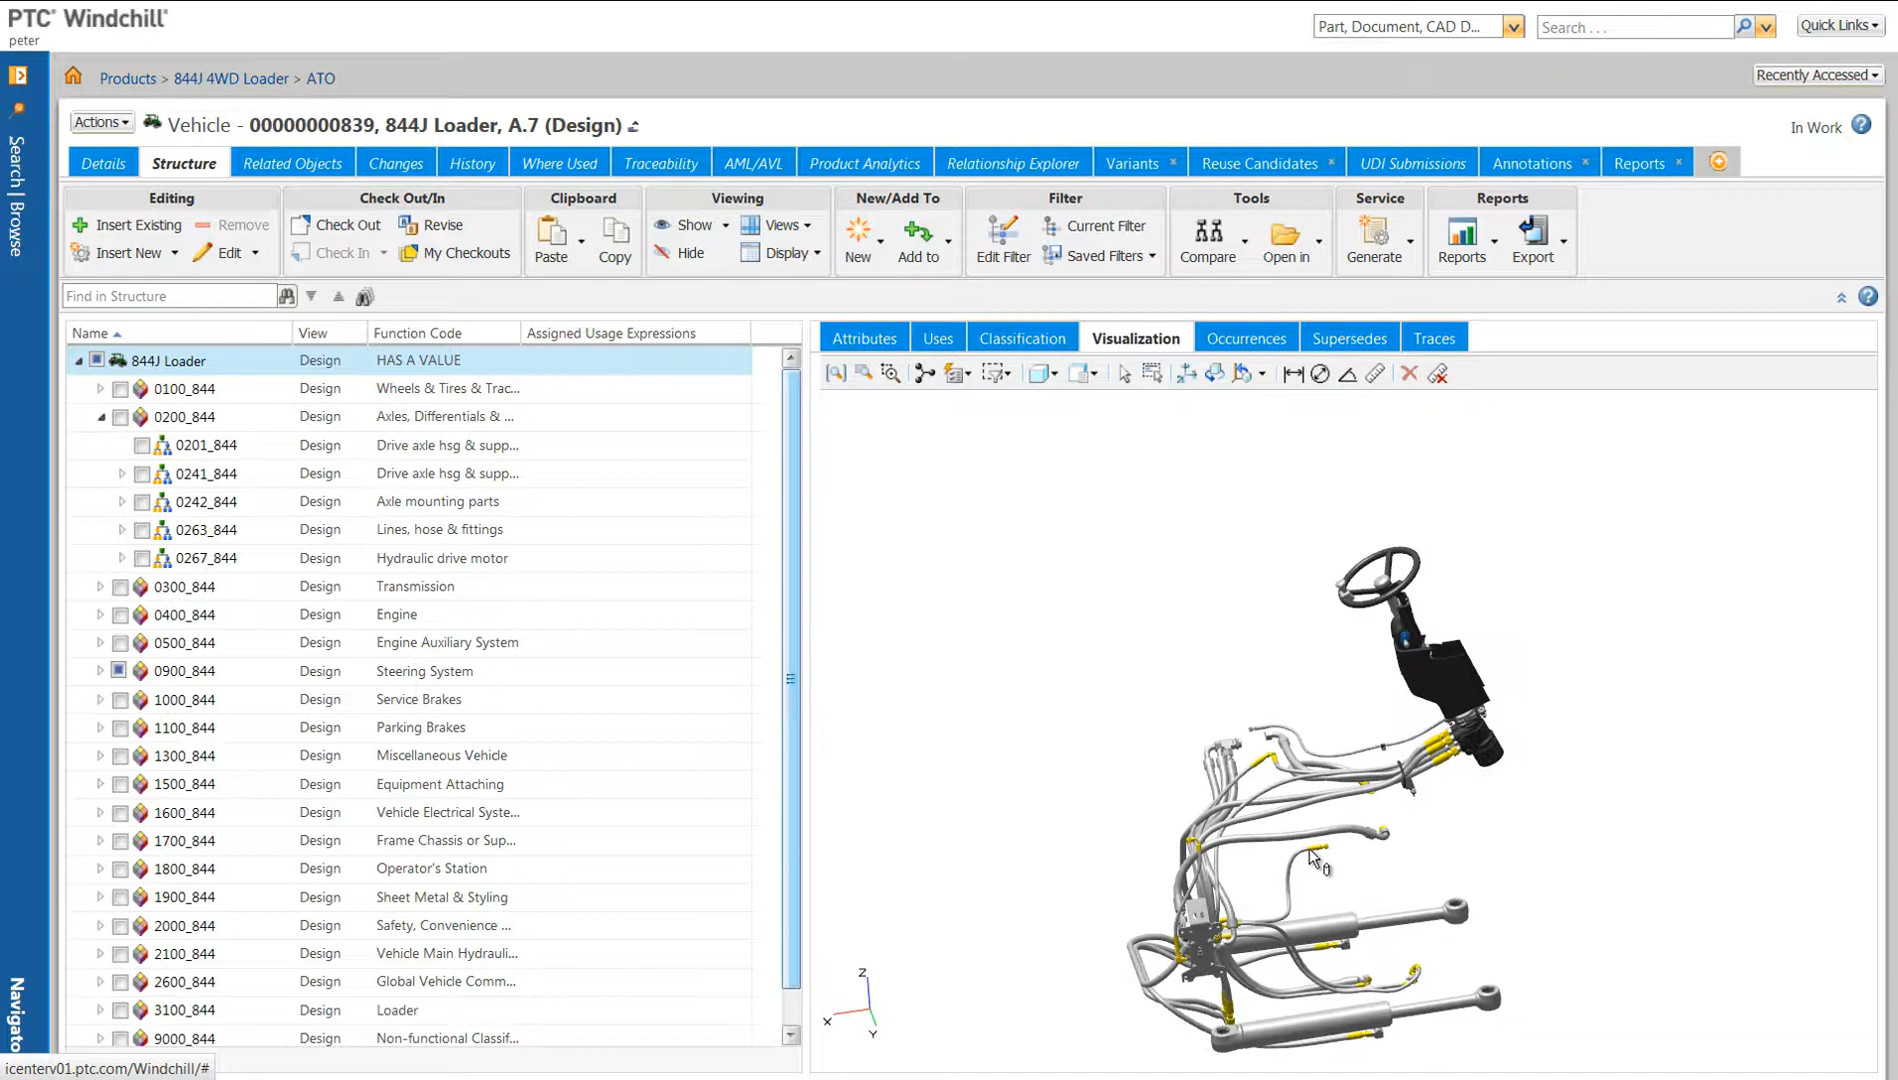 PTC® Windchill®
peter
Part, Document, CAD D...
Search . . .
Quick Links
Products > 844J 4WD Loader > ATO
Recently Accessed
Actions
Vehicle - 00000000839, 844J Loader, A.7 (Design)
In Work
Details Structure Related Objects Changes History Where Used Traceability AML/AVL Product Analytics Relationship Explorer Variants Reuse Candidates UDI Submissions Annotations Reports
Editing Check Out/In Clipboard Viewing New/Add To Filter Tools Service Reports
Insert Existing Remove Check Out Revise Show Views Current Filter
Insert New Edit Check In My Checkouts Paste Copy Hide Display New Add to Edit Filter Saved Filters Compare Open in Generate Reports Export
Find in Structure
Name View Function Code Assigned Usage Expressions
844J Loader Design HAS A VALUE
0100_844 Design Wheels & Tires & Trac...
0200_844 Design Axles, Differentials & ...
0201_844 Design Drive axle hsg & supp...
0241_844 Design Drive axle hsg & supp...
0242_844 Design Axle mounting parts
0263_844 Design Lines, hose & fittings
0267_844 Design Hydraulic drive motor
0300_844 Design Transmission
0400_844 Design Engine
0500_844 Design Engine Auxiliary System
0900_844 Design Steering System
1000_844 Design Service Brakes
1100_844 Design Parking Brakes
1300_844 Design Miscellaneous Vehicle
1500_844 Design Equipment Attaching
1600_844 Design Vehicle Electrical Syste...
1700_844 Design Frame Chassis or Sup...
1800_844 Design Operator's Station
1900_844 Design Sheet Metal & Styling
2000_844 Design Safety, Convenience ...
2100_844 Design Vehicle Main Hydrauli...
2600_844 Design Global Vehicle Comm...
3100_844 Design Loader
9000_844 Design Non-functional Classif...
Attributes Uses Classification Visualization Occurrences Supersedes Traces
Z
X
Y
Search | Browse
Navigato
icenterv01.ptc.com/Windchill/#